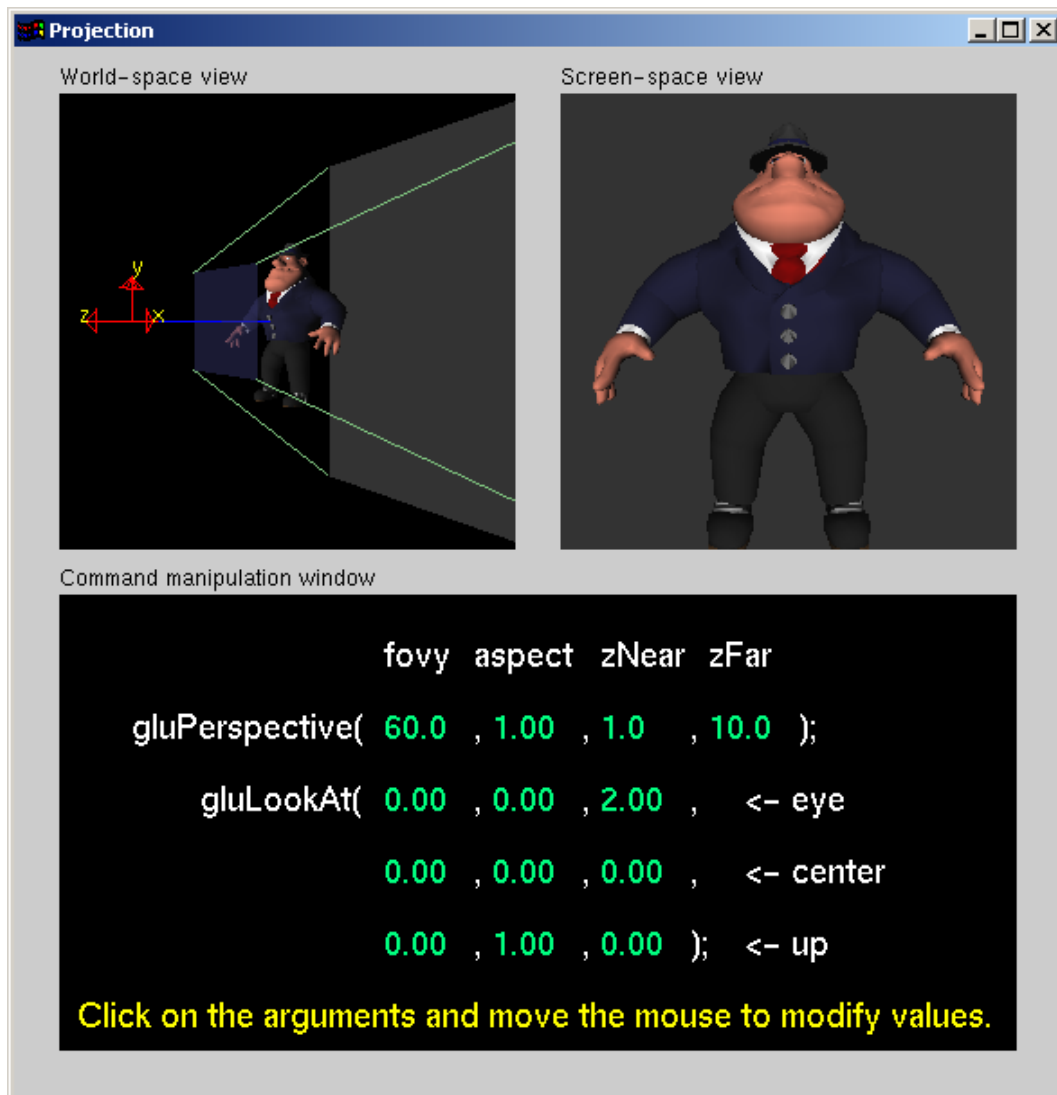 Projection
World-space view
Screen-space view
y
z
x
Command manipulation window
fovy aspect zNear zFar
gluPerspective( 60.0 , 1.00 , 1.0 , 10.0 );
gluLookAt( 0.00 , 0.00 , 2.00 , <- eye
0.00 , 0.00 , 0.00 , <- center
0.00 , 1.00 , 0.00 ); <- up
Click on the arguments and move the mouse to modify values.